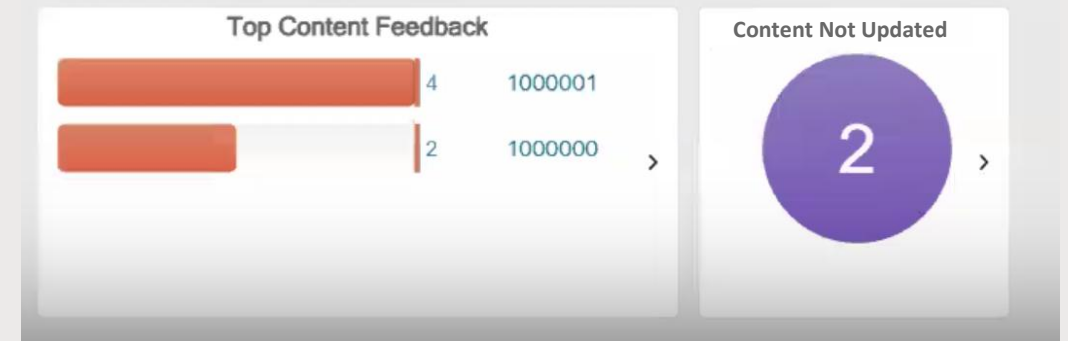 Top Content Feedback
4 1000001
2 1000000
Content Not Updated
2